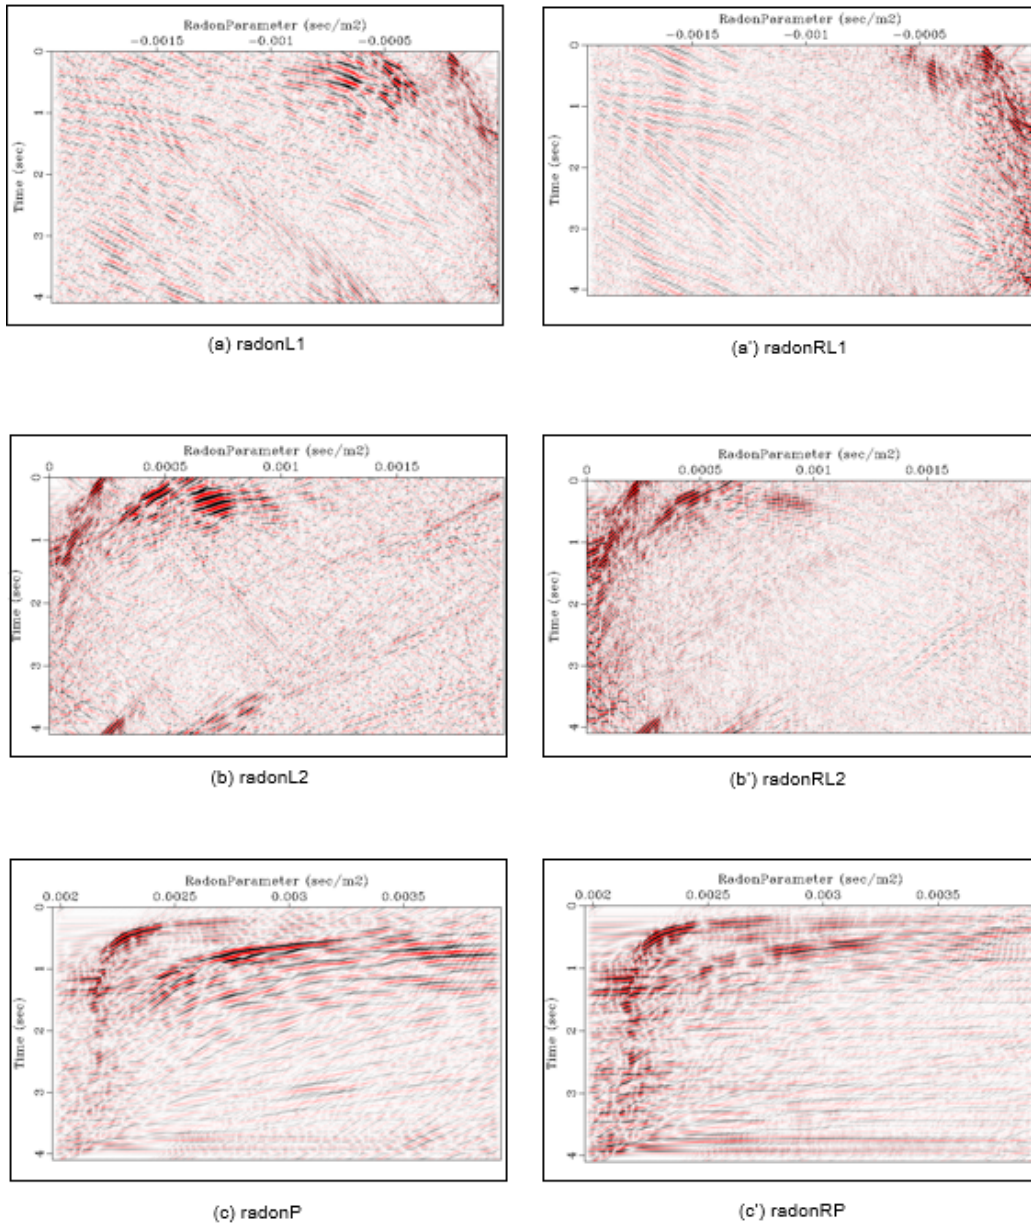 RadonParameter (sec/m2)
-0.0015 -0.001 -0.0005
0
1
2
3
4
Time (sec)
(a) radonL1
RadonParameter (sec/m2)
-0.0015 -0.001 -0.0005
0
1
2
3
4
Time (sec)
(a') radonRL1
RadonParameter (sec/m2)
0 0.0005 0.001 0.0015
0
1
2
3
4
Time (sec)
(b) radonL2
RadonParameter (sec/m2)
0 0.0005 0.001 0.0015
0
1
2
3
4
Time (sec)
(b') radonRL2
RadonParameter (sec/m2)
0.002 0.0025 0.003 0.0035
0
1
2
3
4
Time (sec)
(c) radonP
RadonParameter (sec/m2)
0.002 0.0025 0.003 0.0035
0
1
2
3
4
Time (sec)
(c') radonRP